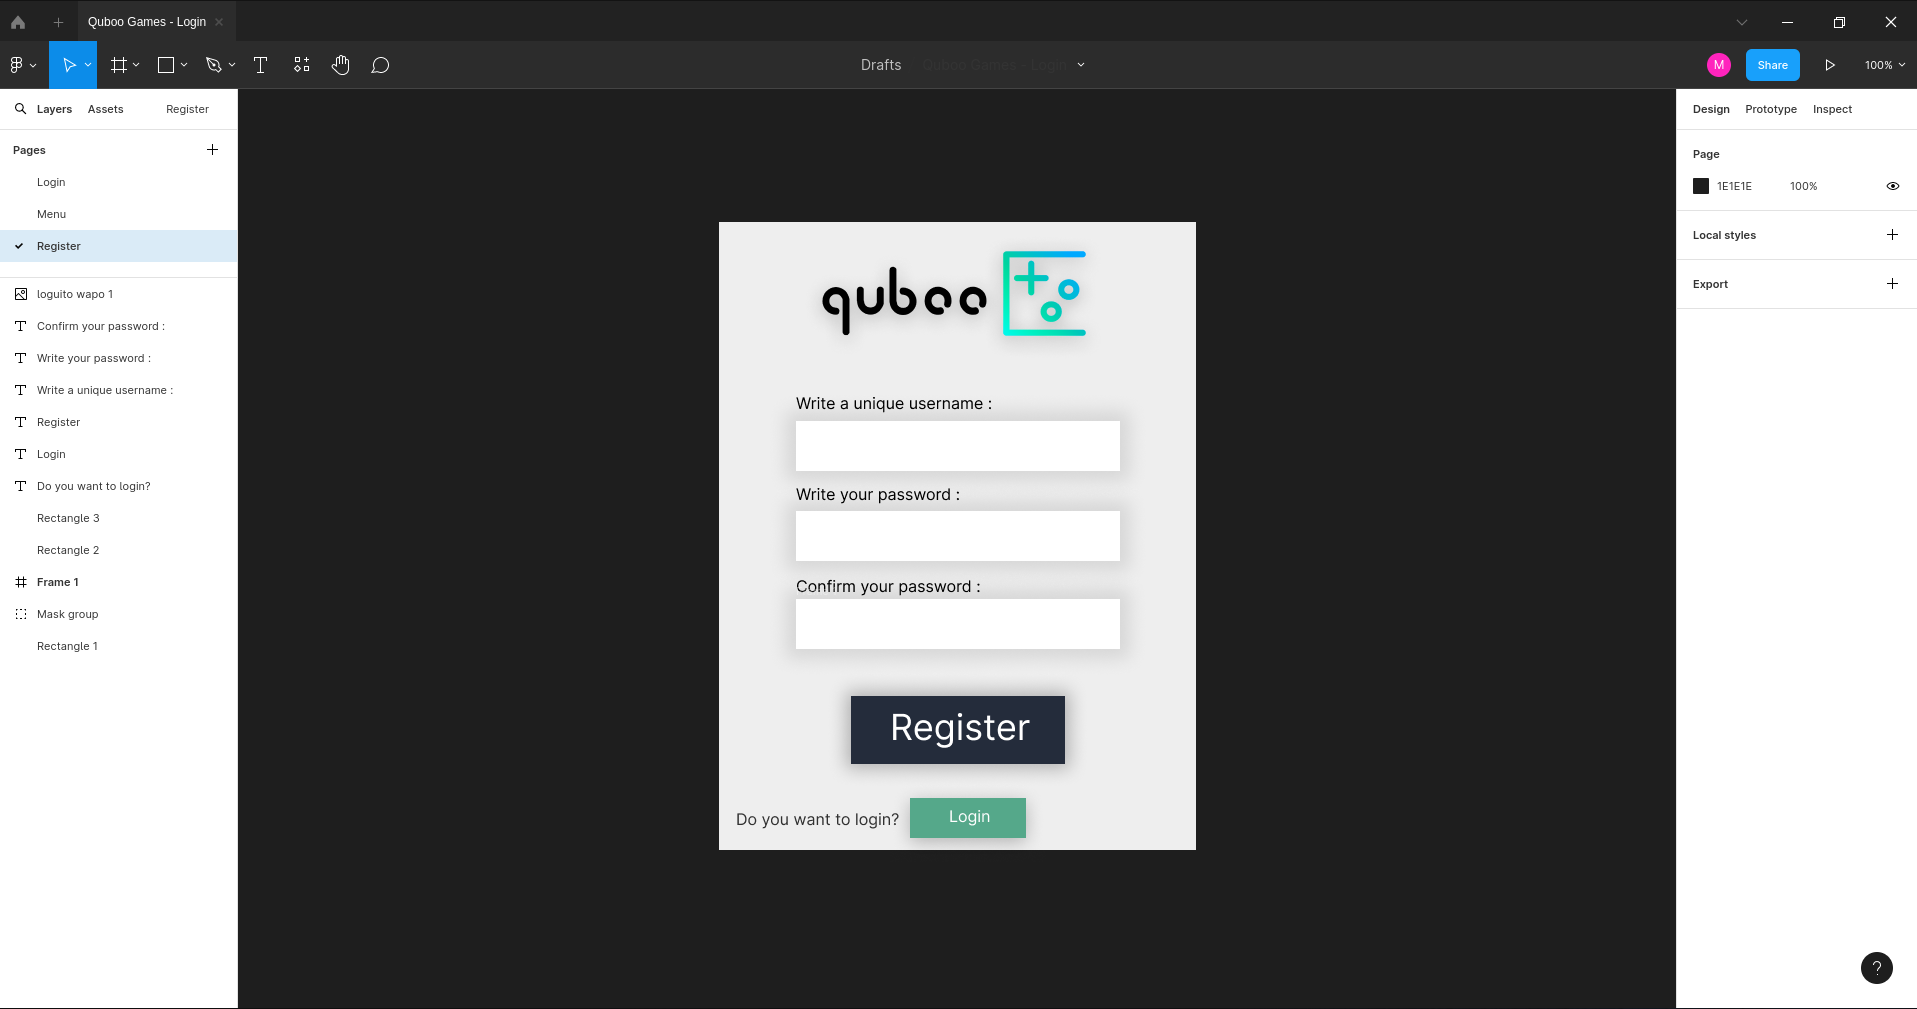 Quboo Games - Login
Drafts
Quboo Games - Login
M
Share
100%
Layers
Assets
Register
Pages
Login
Menu
Register
loguito wapo 1
Confirm your password :
Write your password :
Write a unique username :
Register
Login
Do you want to login?
Rectangle 3
Rectangle 2
Frame 1
Mask group
Rectangle 1
quboo
Write a unique username :
Write your password :
Confirm your password :
Register
Do you want to login?
Login
Design
Prototype
Inspect
Page
1E1E1E
100%
Local styles
Export
?